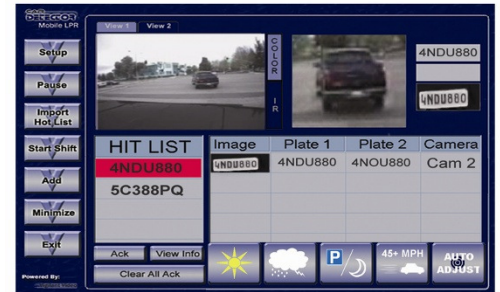 CAR
DETECTOR
Mobile LPR
View 1
View 2
Setup
Pause
Import
Hot List
Start Shift
Add
Minimize
Exit
Powered By:
COLOR
IR
4NDU880
4NDU880
HIT LIST
4NDU880
5C388PQ
Image
Plate 1
Plate 2
Camera
4NDU880
4NDU880
4NOU880
Cam 2
Ack
View Info
Clear All Ack
P/
45+ MPH
AUTO
ADJUST